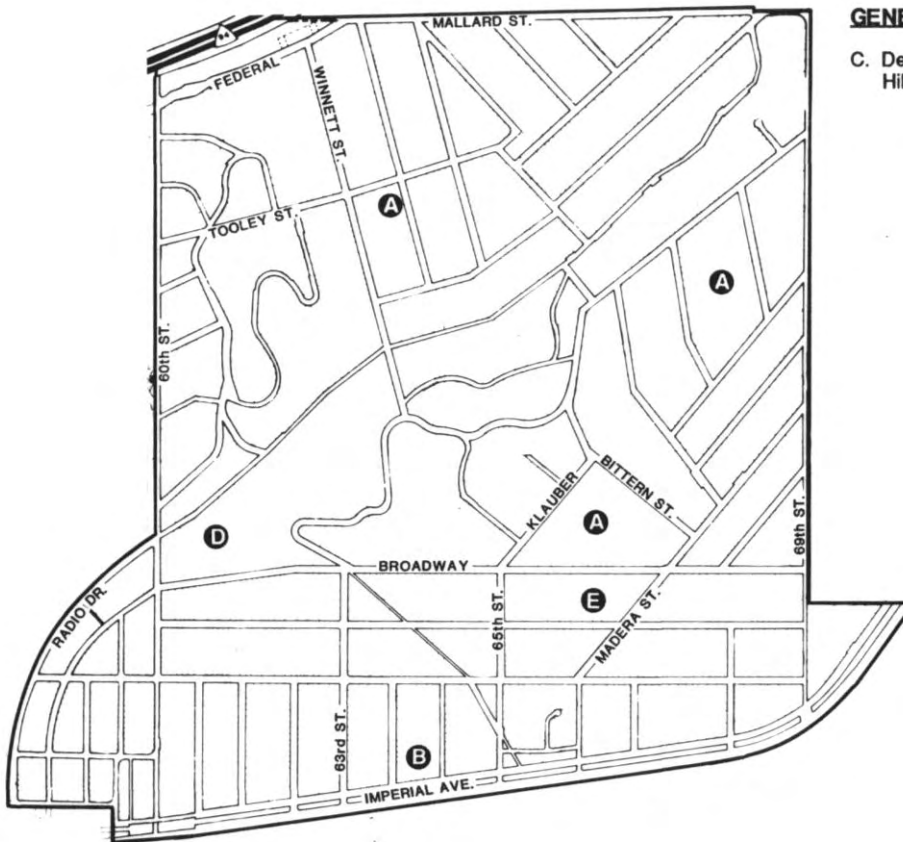 MALLARD ST.
GENE
C. De
Hil
94
FEDERAL
WINNETT ST.
TOOLEY ST.
A
A
60th ST.
KLAUBER
BITTERN ST.
A
D
69th ST.
BROADWAY
E
65th ST.
MADERA ST.
RADIO DR.
63rd ST.
B
IMPERIAL AVE.